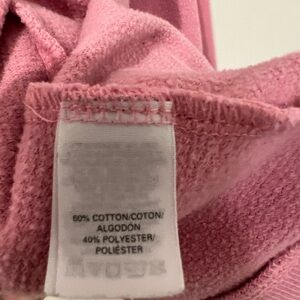 60% COTTON/COTON/
ALGODÓN
40% POLYESTER/
POLIÉSTER